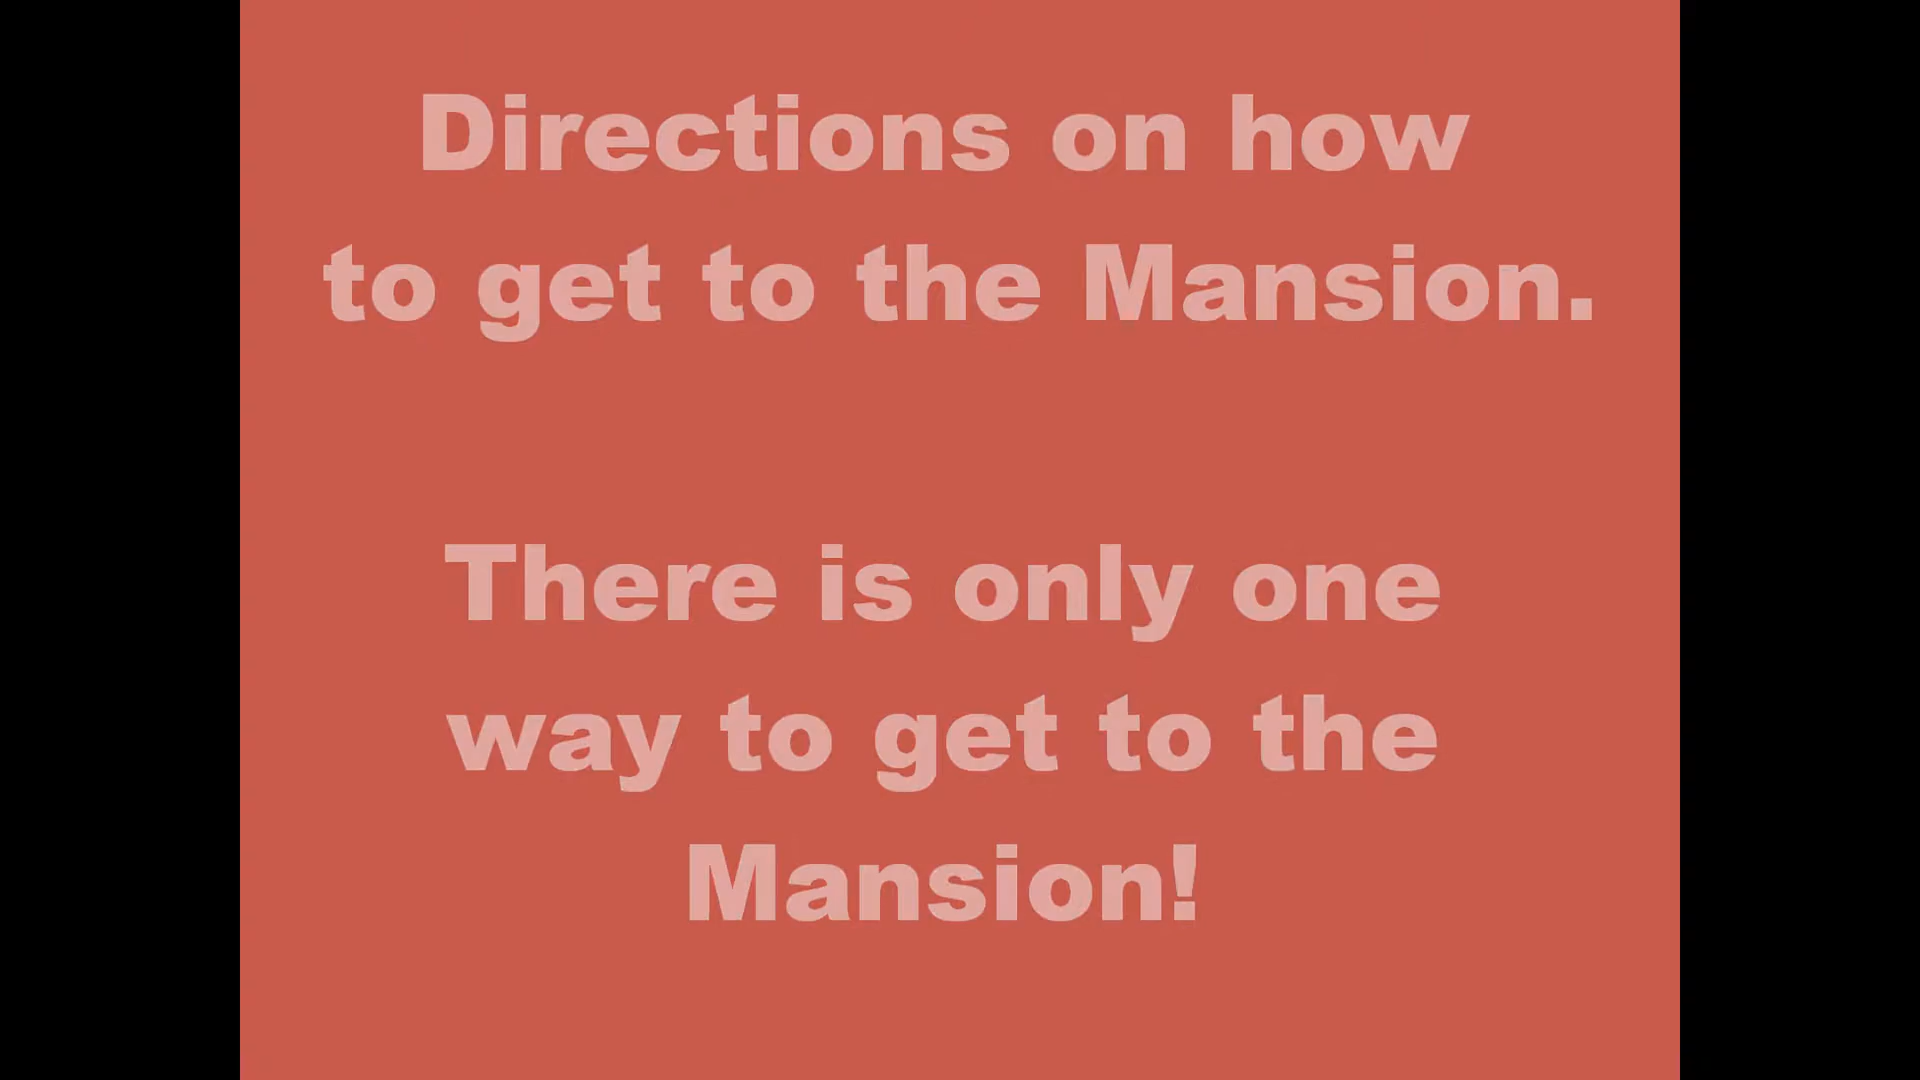 Directions on how
to get to the Mansion.
There is only one
way to get to the
Mansion!